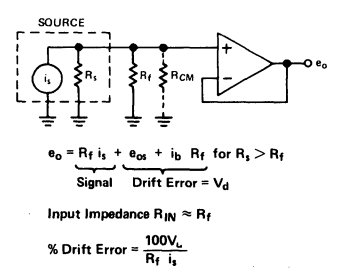 SOURCE
i_s
R_s
R_f
R_CM
+
−
e_o
e_o = R_f i_s + e_os + i_b R_f for R_s > R_f
Signal Drift Error = V_d
Input Impedance R_IN ≈ R_f
% Drift Error = 100V / R_f i_s